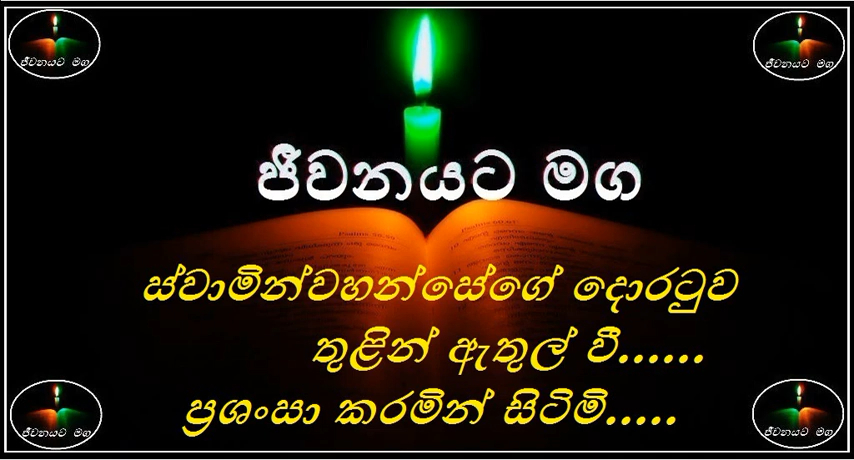 ජීවනයට මග
ජීවනයට මග
ජීවනයට මග
ස්වාමින්වහන්සේගේ දොරටුව
තුළින් ඇතුල් වී......
ප්‍රශංසා කරමින් සිටිමි.....
ජීවනයට මග
ජීවනයට මග